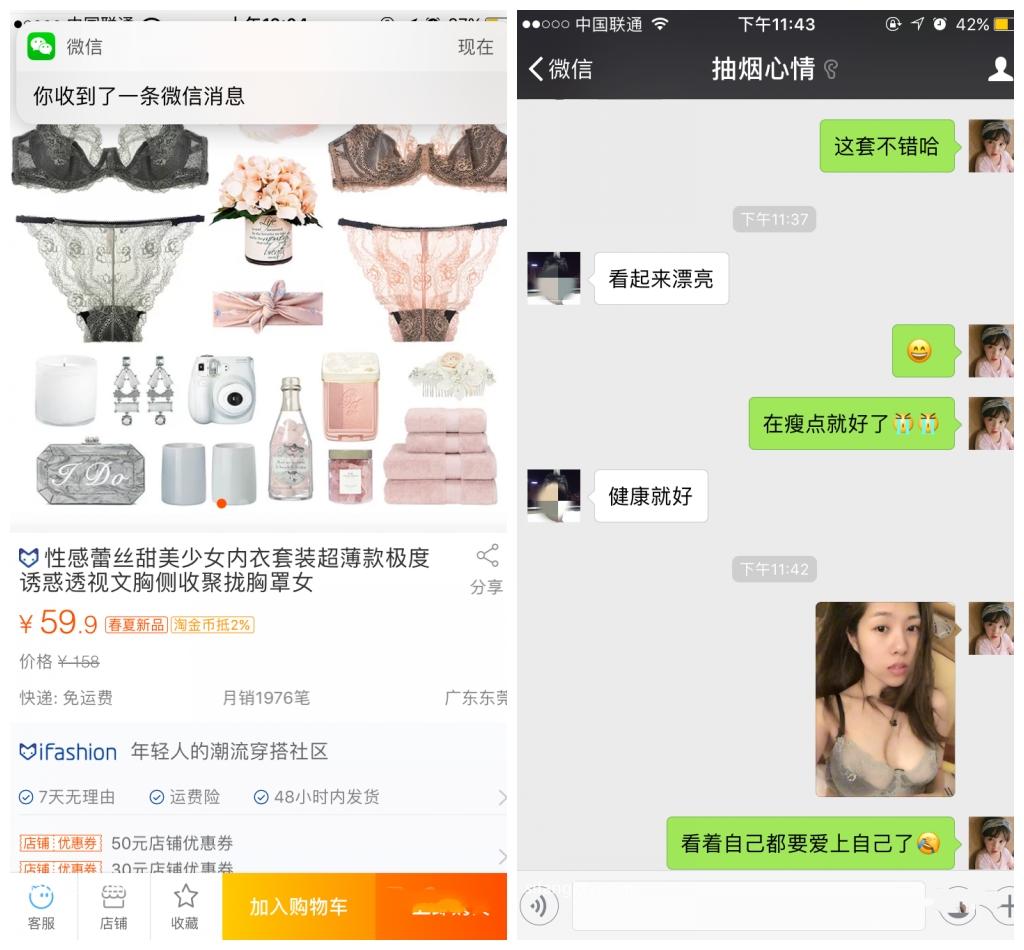 微信
现在
你收到了一条微信消息
Life
I Do
性感蕾丝甜美少女内衣套装超薄款极度
诱惑透视文胸侧收聚拢胸罩女
分享
¥ 59.9 春夏新品 淘金币抵2%
价格 ¥ 158
快递: 免运费
月销1976笔
广东东莞
iFashion 年轻人的潮流穿搭社区
7天无理由
运费险
48小时内发货
店铺 优惠券 50元店铺优惠券
店铺 优惠券 30元店铺优惠券
客服
店铺
收藏
加入购物车
中国联通
下午11:43
42%
微信
抽烟心情
这套不错哈
下午11:37
看起来漂亮
在瘦点就好了
健康就好
下午11:42
看着自己都要爱上自己了